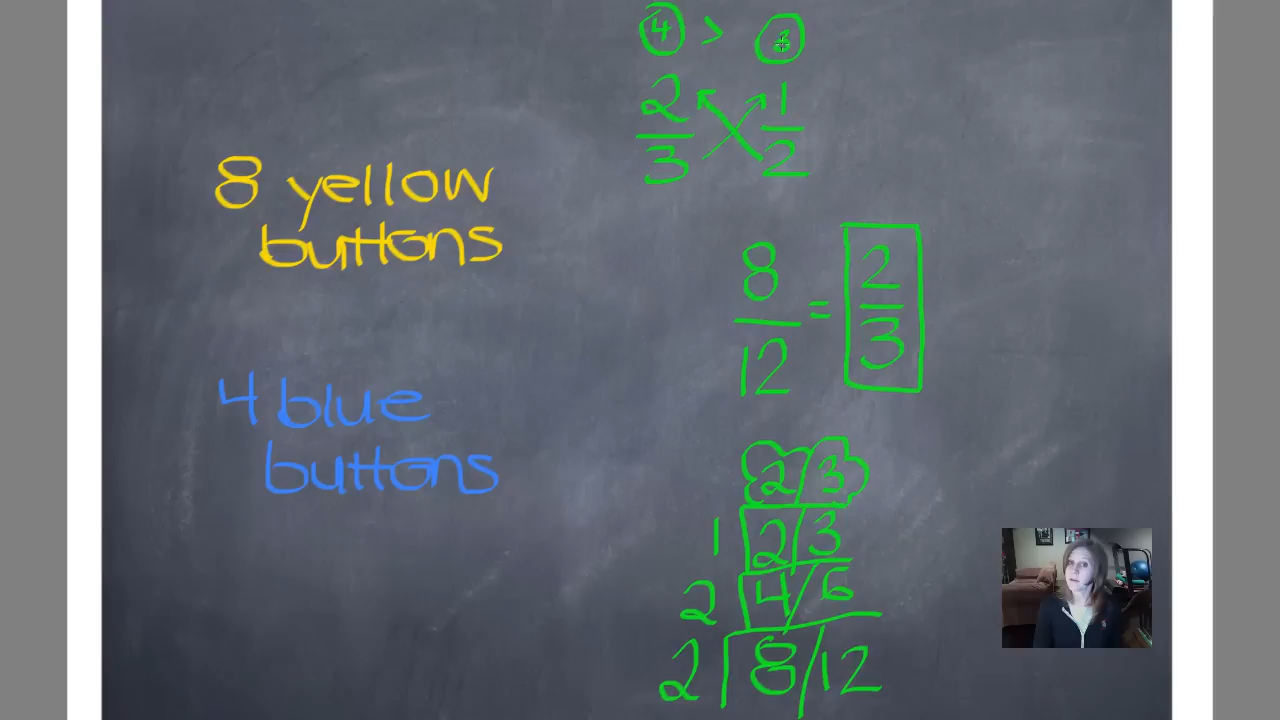 4 > 3
2/3 1/2
8 yellow
buttons
8/12 = 2/3
4 blue
buttons
2/3
1 2/3
2 4/6
2 8/12